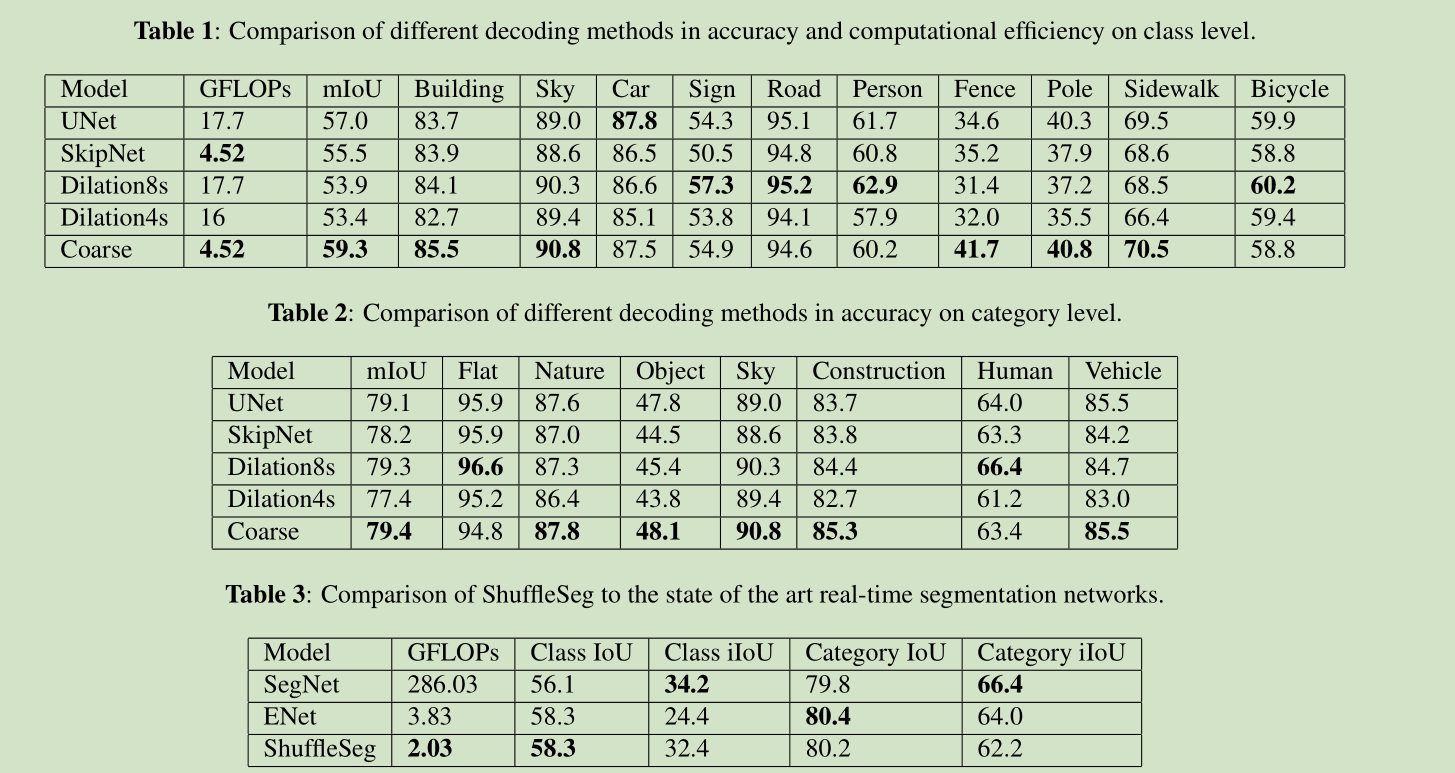 Table 1: Comparison of different decoding methods in accuracy and computational efficiency on class level.
Model GFLOPs mIoU Building Sky Car Sign Road Person Fence Pole Sidewalk Bicycle
UNet 17.7 57.0 83.7 89.0 87.8 54.3 95.1 61.7 34.6 40.3 69.5 59.9
SkipNet 4.52 55.5 83.9 88.6 86.5 50.5 94.8 60.8 35.2 37.9 68.6 58.8
Dilation8s 17.7 53.9 84.1 90.3 86.6 57.3 95.2 62.9 31.4 37.2 68.5 60.2
Dilation4s 16 53.4 82.7 89.4 85.1 53.8 94.1 57.9 32.0 35.5 66.4 59.4
Coarse 4.52 59.3 85.5 90.8 87.5 54.9 94.6 60.2 41.7 40.8 70.5 58.8
Table 2: Comparison of different decoding methods in accuracy on category level.
Model mIoU Flat Nature Object Sky Construction Human Vehicle
UNet 79.1 95.9 87.6 47.8 89.0 83.7 64.0 85.5
SkipNet 78.2 95.9 87.0 44.5 88.6 83.8 63.3 84.2
Dilation8s 79.3 96.6 87.3 45.4 90.3 84.4 66.4 84.7
Dilation4s 77.4 95.2 86.4 43.8 89.4 82.7 61.2 83.0
Coarse 79.4 94.8 87.8 48.1 90.8 85.3 63.4 85.5
Table 3: Comparison of ShuffleSeg to the state of the art real-time segmentation networks.
Model GFLOPs Class IoU Class iIoU Category IoU Category iIoU
SegNet 286.03 56.1 34.2 79.8 66.4
ENet 3.83 58.3 24.4 80.4 64.0
ShuffleSeg 2.03 58.3 32.4 80.2 62.2